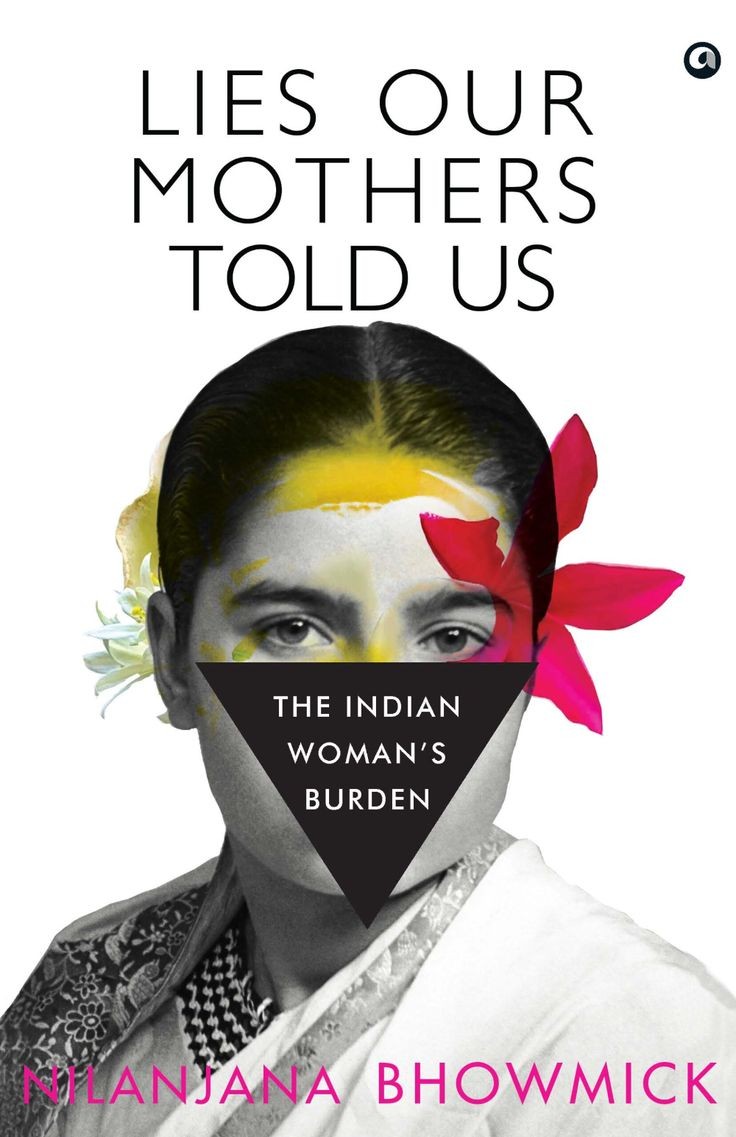 LIES OUR
MOTHERS
TOLD US
THE INDIAN
WOMAN'S
BURDEN
NILANJANA BHOWMICK